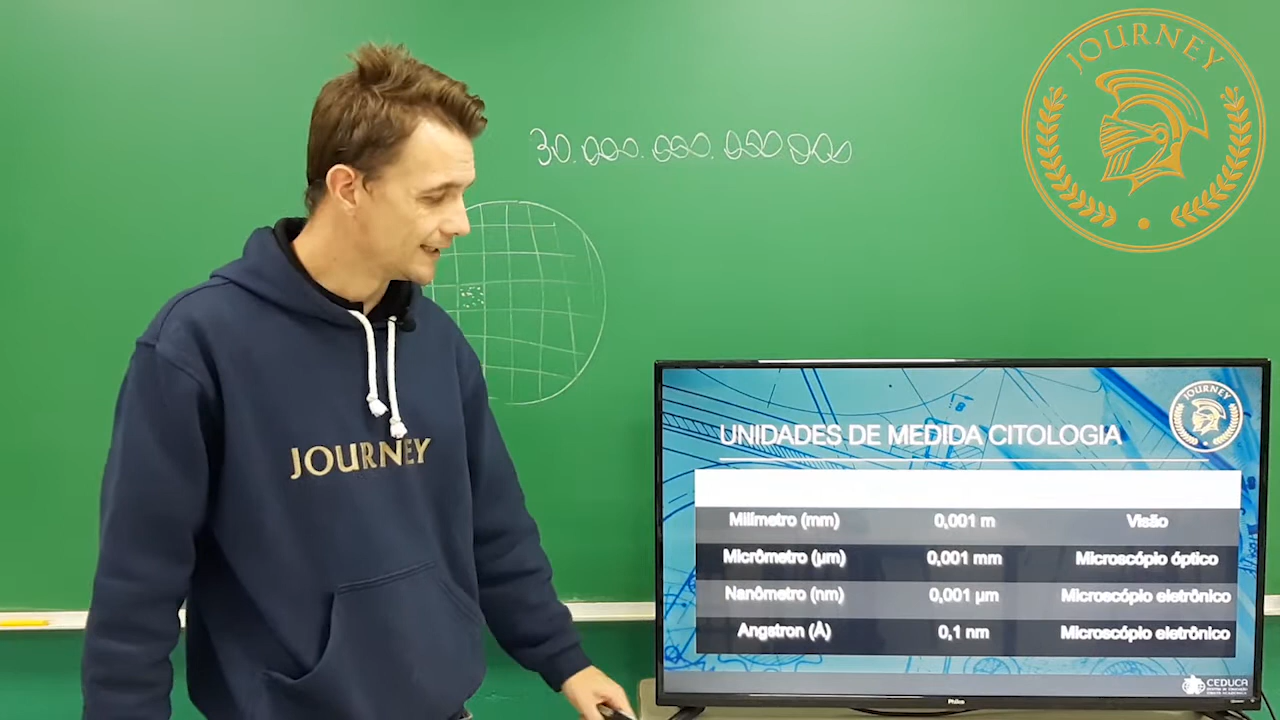 JOURNEY
30.000.000.000.000
JOURNEY
JOURNEY
UNIDADES DE MEDIDA CITOLOGIA
Milímetro (mm) 0,001 m Visão
Micrômetro (µm) 0,001 mm Microscópio óptico
Nanômetro (nm) 0,001 µm Microscópio eletrônico
Angstron (Å) 0,1 nm Microscópio eletrônico
CEDUCA
Philco